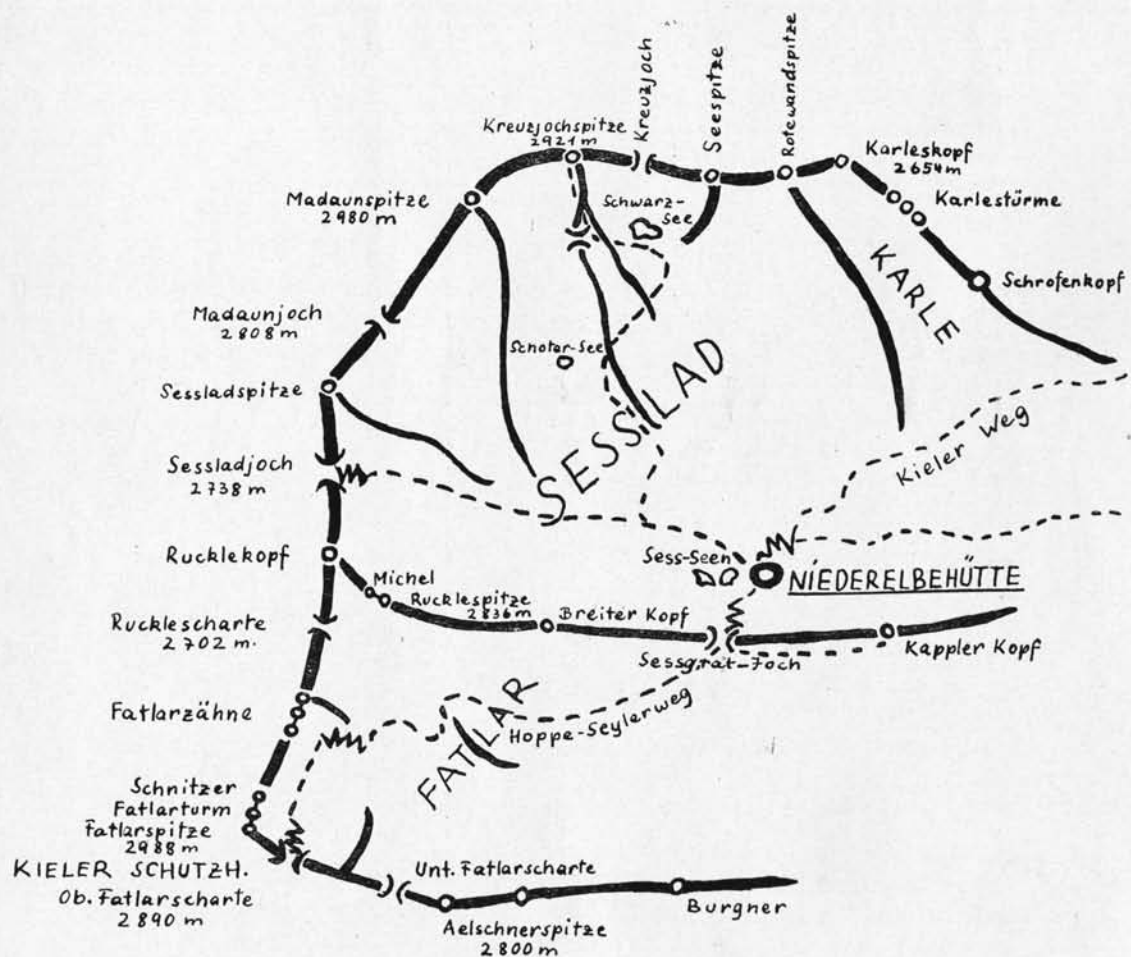 Kreuzjoch
Seespitze
Rotewandspitze
Kreuzjochspitze
2921 m
Karleskopf
2654 m
Madaunspitze
2980 m
Schwarz-
See
Karlestürme
KARLE
Schrofenkopf
Madaunjoch
2808 m
Schotar-See
Sessladspitze
SESSLAD
Kieler Weg
Sessladjoch
2738 m
Rucklekopf
Sess-Seen
NIEDERELBEHÜTTE
Michel
Rucklespitze
2836 m
Breiter Kopf
Rucklescharte
2702 m.
Kappler Kopf
Sessgrat-Joch
Fatlarzähne
FATLAR
Hoppe-Seylerweg
Schnitzer
Fatlarturm
Fatlarspitze
2988 m
KIELER SCHUTZH.
Ob. Fatlarscharte
2890 m
Unt. Fatlarscharte
Burgner
Aelschnerspitze
2800 m